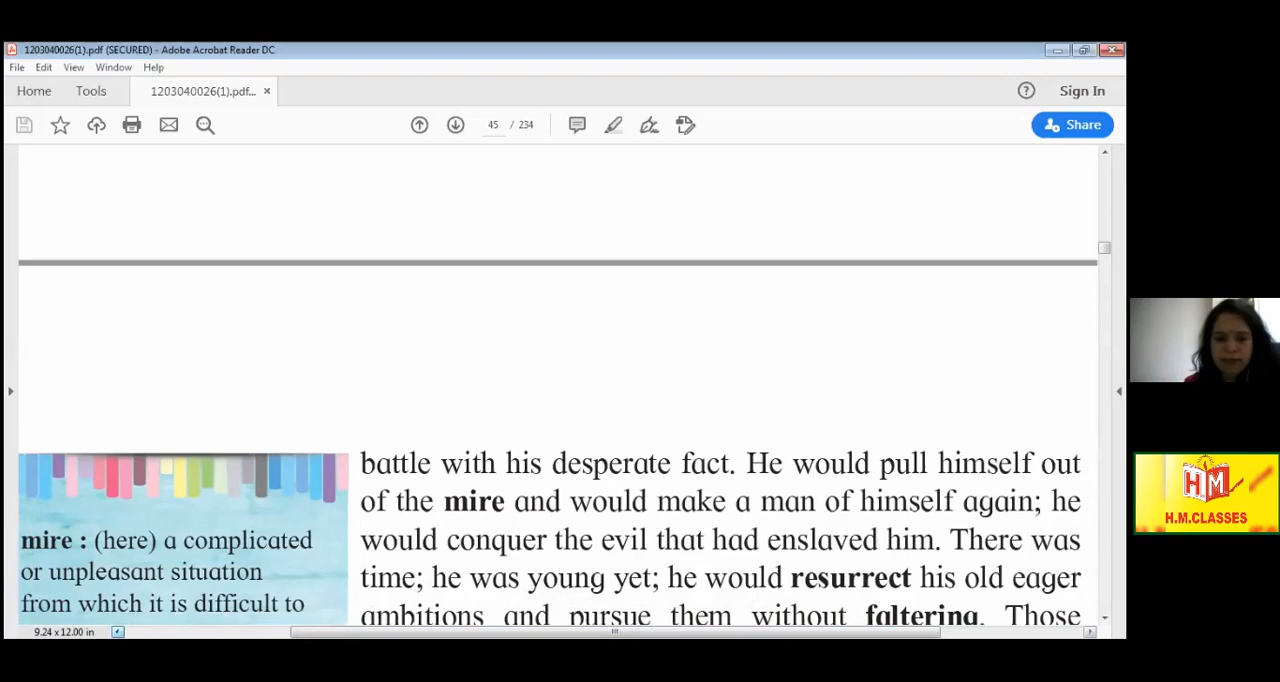 1203040026(1).pdf (SECURED) - Adobe Acrobat Reader DC
File Edit View Window Help
Home Tools 1203040026(1).pdf... × Sign In
45 / 234 Share
battle with his desperate fact. He would pull himself out
of the mire and would make a man of himself again; he
would conquer the evil that had enslaved him. There was
time; he was young yet; he would resurrect his old eager
ambitions and pursue them without faltering. Those
mire : (here) a complicated
or unpleasant situation
from which it is difficult to
9.24 x 12.00 in
HM
H.M.CLASSES